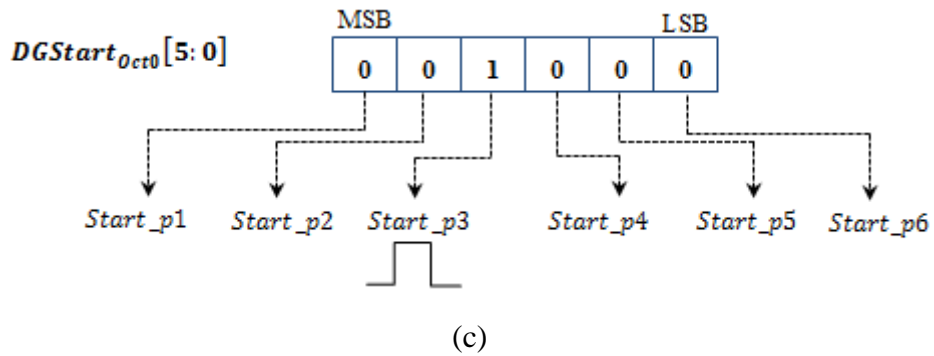 MSB LSB
DGStart_Oct0[5:0] 0 0 1 0 0 0
Start_p1 Start_p2 Start_p3 Start_p4 Start_p5 Start_p6
(c)